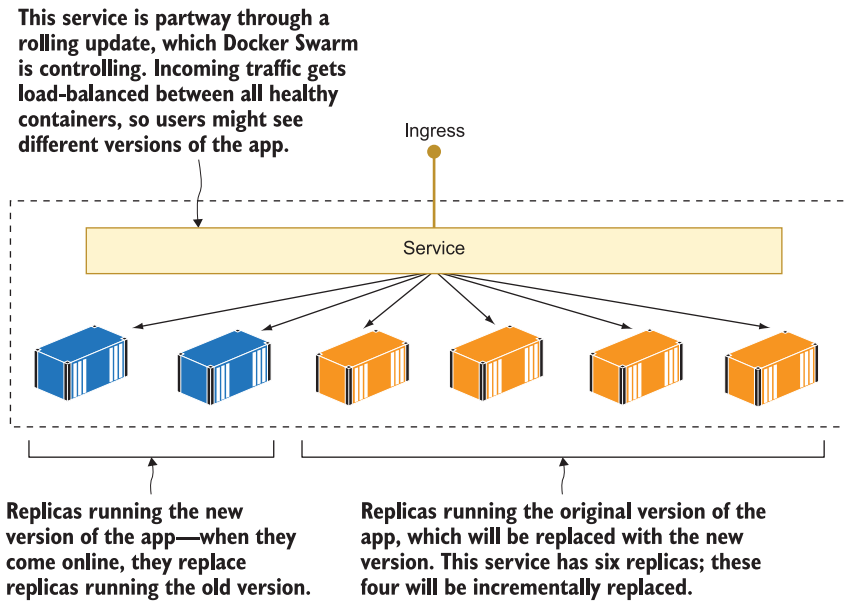 This service is partway through a
rolling update, which Docker Swarm
is controlling. Incoming traffic gets
load-balanced between all healthy
containers, so users might see
different versions of the app.
Ingress
Service
Replicas running the new
version of the app—when they
come online, they replace
replicas running the old version.
Replicas running the original version of the
app, which will be replaced with the new
version. This service has six replicas; these
four will be incrementally replaced.